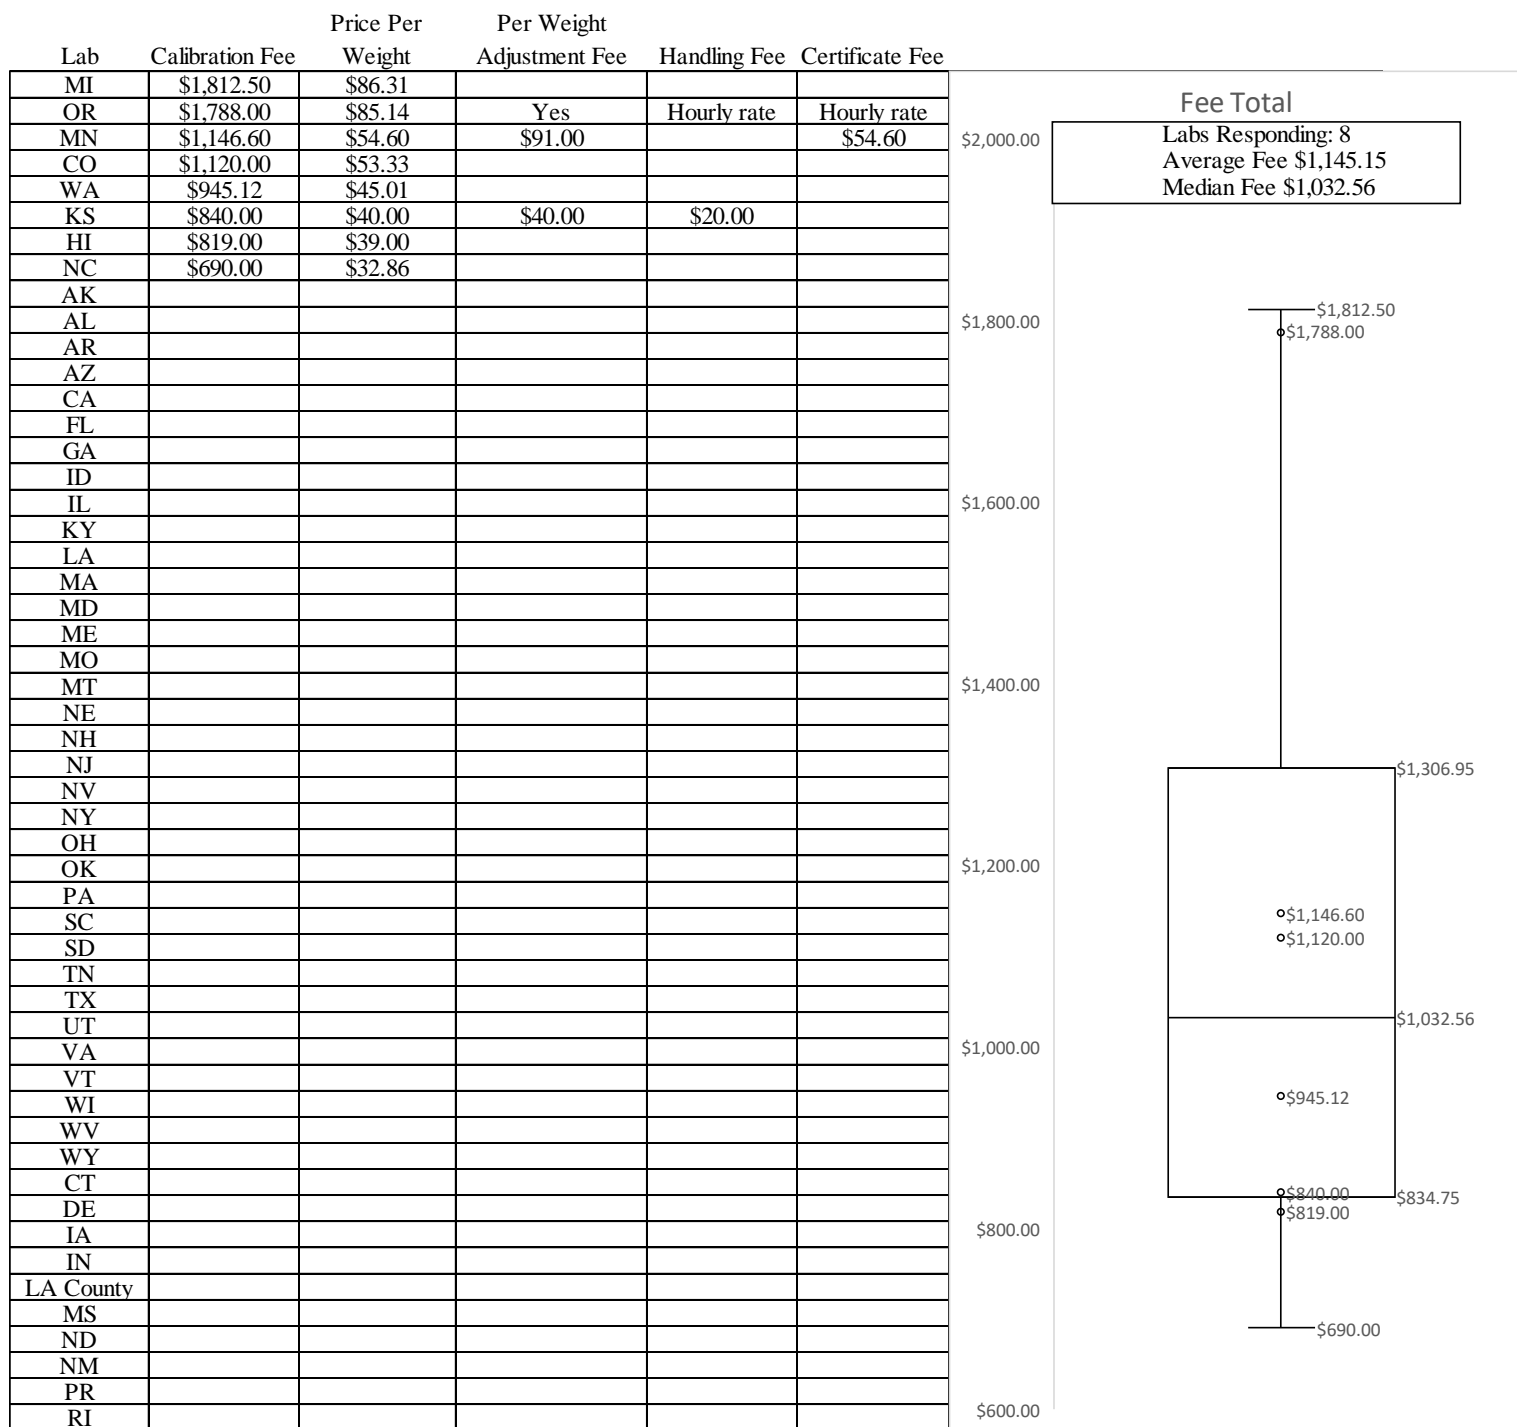 Price Per Per Weight
Lab Calibration Fee Weight Adjustment Fee Handling Fee Certificate Fee
MI $1,812.50 $86.31
OR $1,788.00 $85.14 Yes Hourly rate Hourly rate
MN $1,146.60 $54.60 $91.00 $54.60
CO $1,120.00 $53.33
WA $945.12 $45.01
KS $840.00 $40.00 $40.00 $20.00
HI $819.00 $39.00
NC $690.00 $32.86
AK
AL
AR
AZ
CA
FL
GA
ID
IL
KY
LA
MA
MD
ME
MO
MT
NE
NH
NJ
NV
NY
OH
OK
PA
SC
SD
TN
TX
UT
VA
VT
WI
WV
WY
CT
DE
IA
IN
LA County
MS
ND
NM
PR
RI
Fee Total
Labs Responding: 8
Average Fee $1,145.15
Median Fee $1,032.56
$2,000.00
$1,800.00
$1,600.00
$1,400.00
$1,200.00
$1,000.00
$800.00
$600.00
$1,812.50
$1,788.00
$1,306.95
$1,146.60
$1,120.00
$1,032.56
$945.12
$840.00
$834.75
$819.00
$690.00